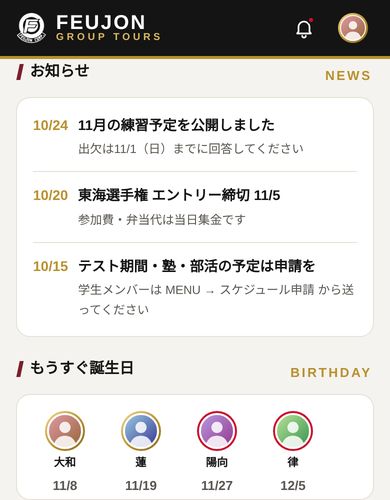 FEUJON
GROUP TOURS
お知らせ
NEWS
10/24 11月の練習予定を公開しました
出欠は11/1（日）までに回答してください
10/20 東海選手権 エントリー締切 11/5
参加費・弁当代は当日集金です
10/15 テスト期間・塾・部活の予定は申請を
学生メンバーは MENU → スケジュール申請 から送
ってください
もうすぐ誕生日
BIRTHDAY
大和 蓮 陽向 律
11/8 11/19 11/27 12/5